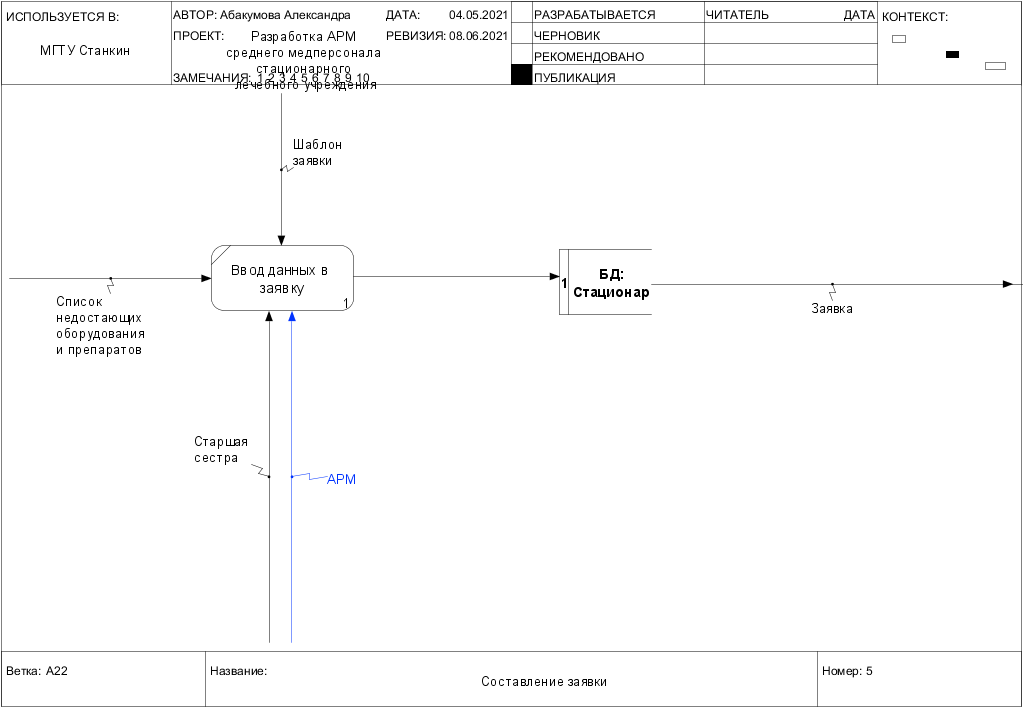 ИСПОЛЬЗУЕТСЯ В:
МГТУ Станкин
АВТОР: Абакумова Александра
ДАТА: 04.05.2021
ПРОЕКТ: Разработка АРМ
среднего медперсонала
стационарного
лечебного учреждения
РЕВИЗИЯ: 08.06.2021
ЗАМЕЧАНИЯ: 1 2 3 4 5 6 7 8 9 10
РАЗРАБАТЫВАЕТСЯ
ЧЕРНОВИК
РЕКОМЕНДОВАНО
ПУБЛИКАЦИЯ
ЧИТАТЕЛЬ ДАТА
КОНТЕКСТ:
Шаблон
заявки
Ввод данных в
заявку
1
1
БД:
Стационар
Список
недостающих
оборудования
и препаратов
Заявка
Старшая
сестра
АРМ
Ветка: A22
Название:
Составление заявки
Номер: 5